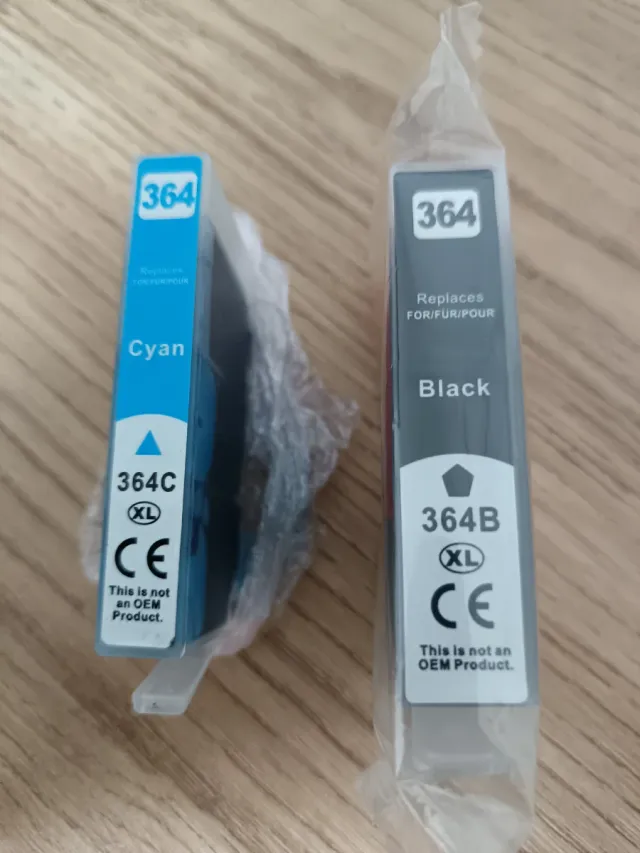 364
Replaces
FOR/FÜR/POUR
Cyan
364C
XL
CE
This is not
an OEM
Product.
364
Replaces
FOR/FÜR/POUR
Black
364B
XL
CE
This is not an
OEM Product.